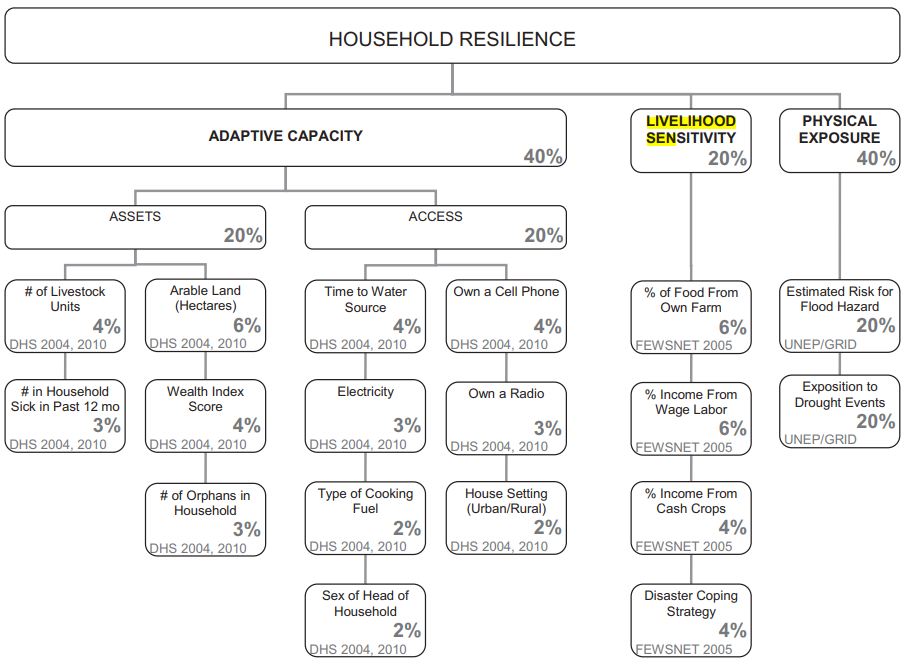 HOUSEHOLD RESILIENCE
ADAPTIVE CAPACITY
40%
LIVELIHOOD
SENSITIVITY
20%
PHYSICAL
EXPOSURE
40%
ASSETS
20%
ACCESS
20%
# of Livestock
Units
4%
DHS 2004, 2010
Arable Land
(Hectares)
6%
DHS 2004, 2010
Time to Water
Source
4%
DHS 2004, 2010
Own a Cell Phone
4%
DHS 2004, 2010
% of Food From
Own Farm
6%
FEWSNET 2005
Estimated Risk for
Flood Hazard
20%
UNEP/GRID
# in Household
Sick in Past 12 mo
3%
DHS 2004, 2010
Wealth Index
Score
4%
DHS 2004, 2010
Electricity
3%
DHS 2004, 2010
Own a Radio
3%
DHS 2004, 2010
% Income From
Wage Labor
6%
FEWSNET 2005
Exposition to
Drought Events
20%
UNEP/GRID
# of Orphans in
Household
3%
DHS 2004, 2010
Type of Cooking
Fuel
2%
DHS 2004, 2010
House Setting
(Urban/Rural)
2%
DHS 2004, 2010
% Income From
Cash Crops
4%
FEWSNET 2005
Sex of Head of
Household
2%
DHS 2004, 2010
Disaster Coping
Strategy
4%
FEWSNET 2005